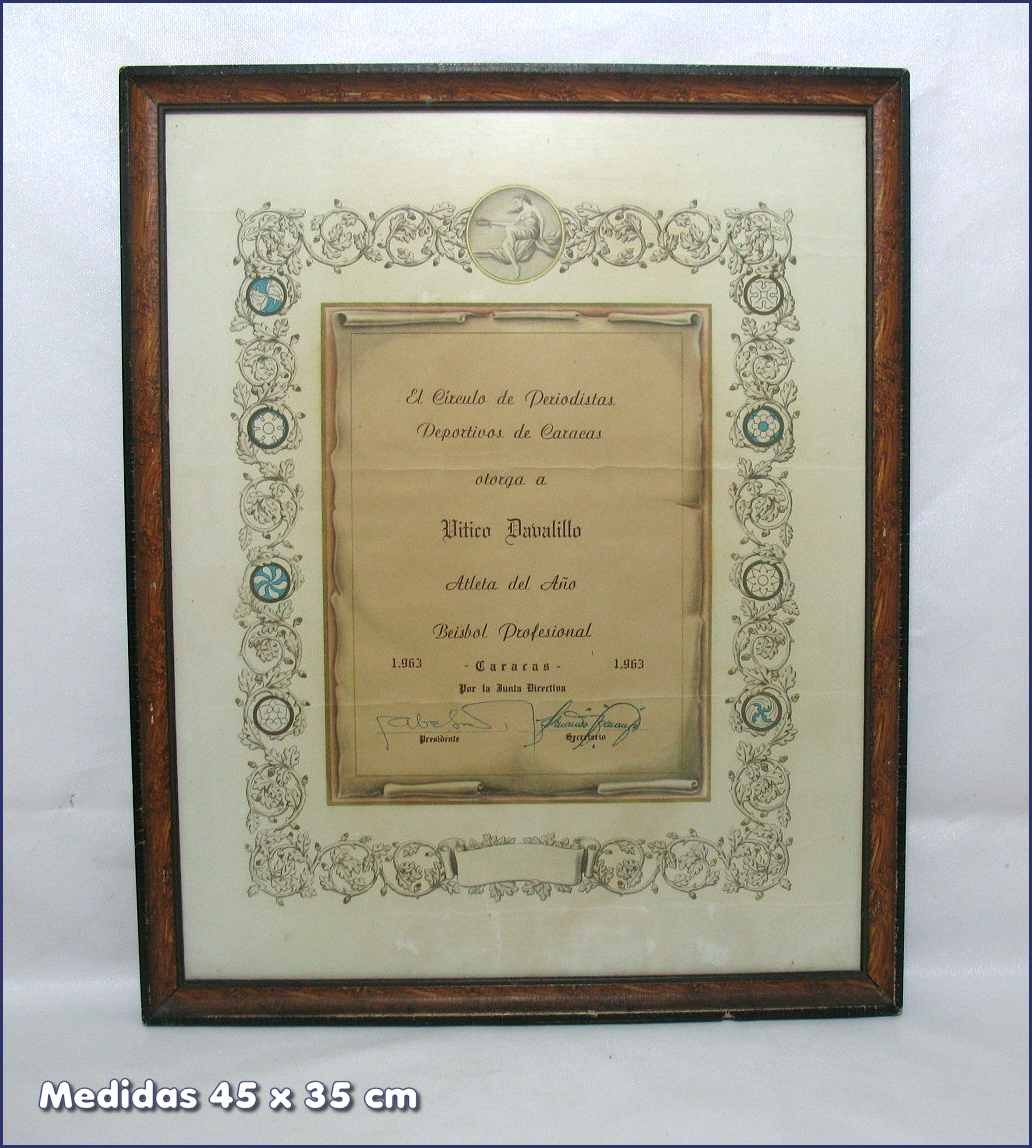 El Círculo de Periodistas
Deportivos de Caracas
otorga a
Vitico Davalillo
Atleta del Año
Beisbol Profesional
1.963 - Caracas - 1.963
Por la Junta Directiva
Presidente Secretario
Medidas 45 x 35 cm